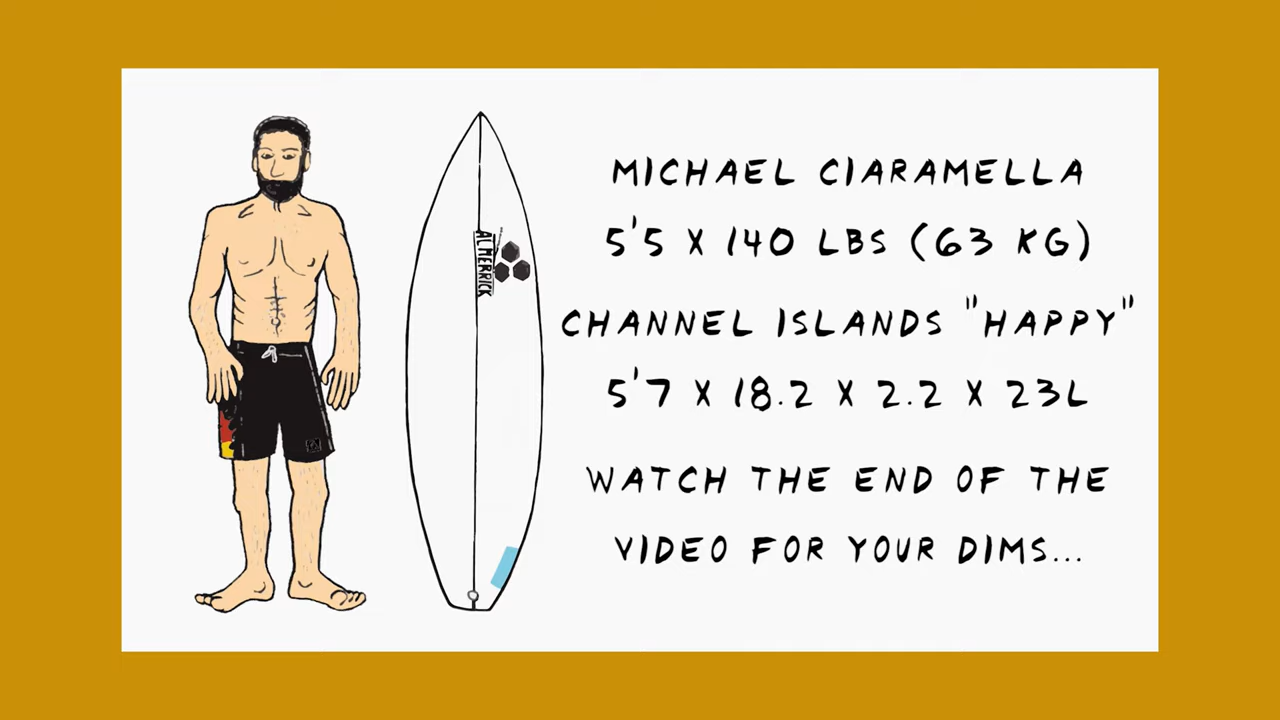 MICHAEL CIARAMELLA
5'5 X 140 LBS (63 KG)
CHANNEL ISLANDS "HAPPY"
5'7 X 18.2 X 2.2 X 23L
WATCH THE END OF THE
VIDEO FOR YOUR DIMS...
AL MERRICK